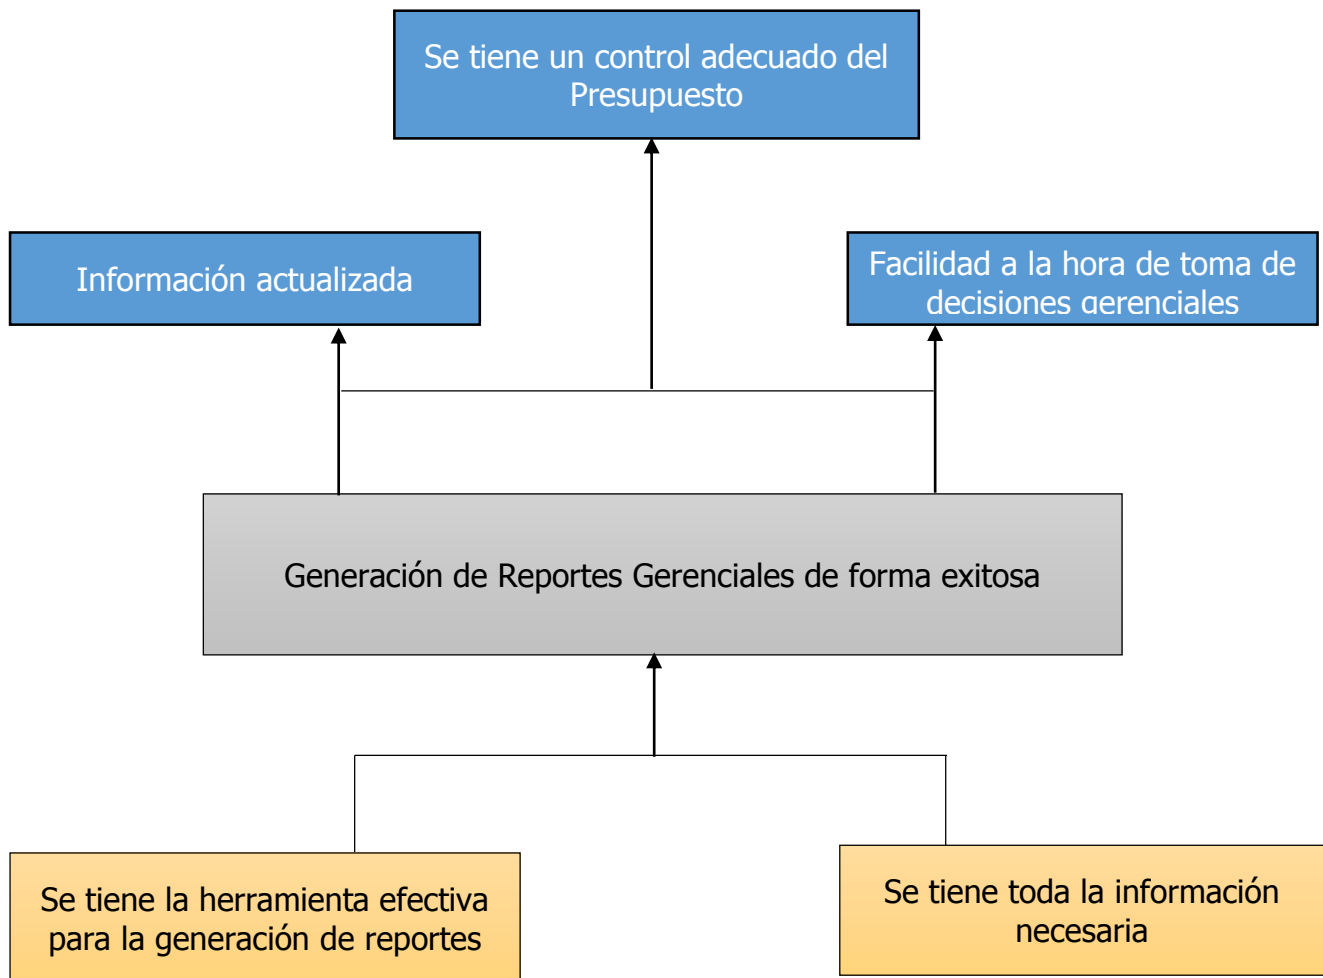 Se tiene un control adecuado del
Presupuesto
Información actualizada
Facilidad a la hora de toma de
decisiones gerenciales
Generación de Reportes Gerenciales de forma exitosa
Se tiene la herramienta efectiva
para la generación de reportes
Se tiene toda la información
necesaria